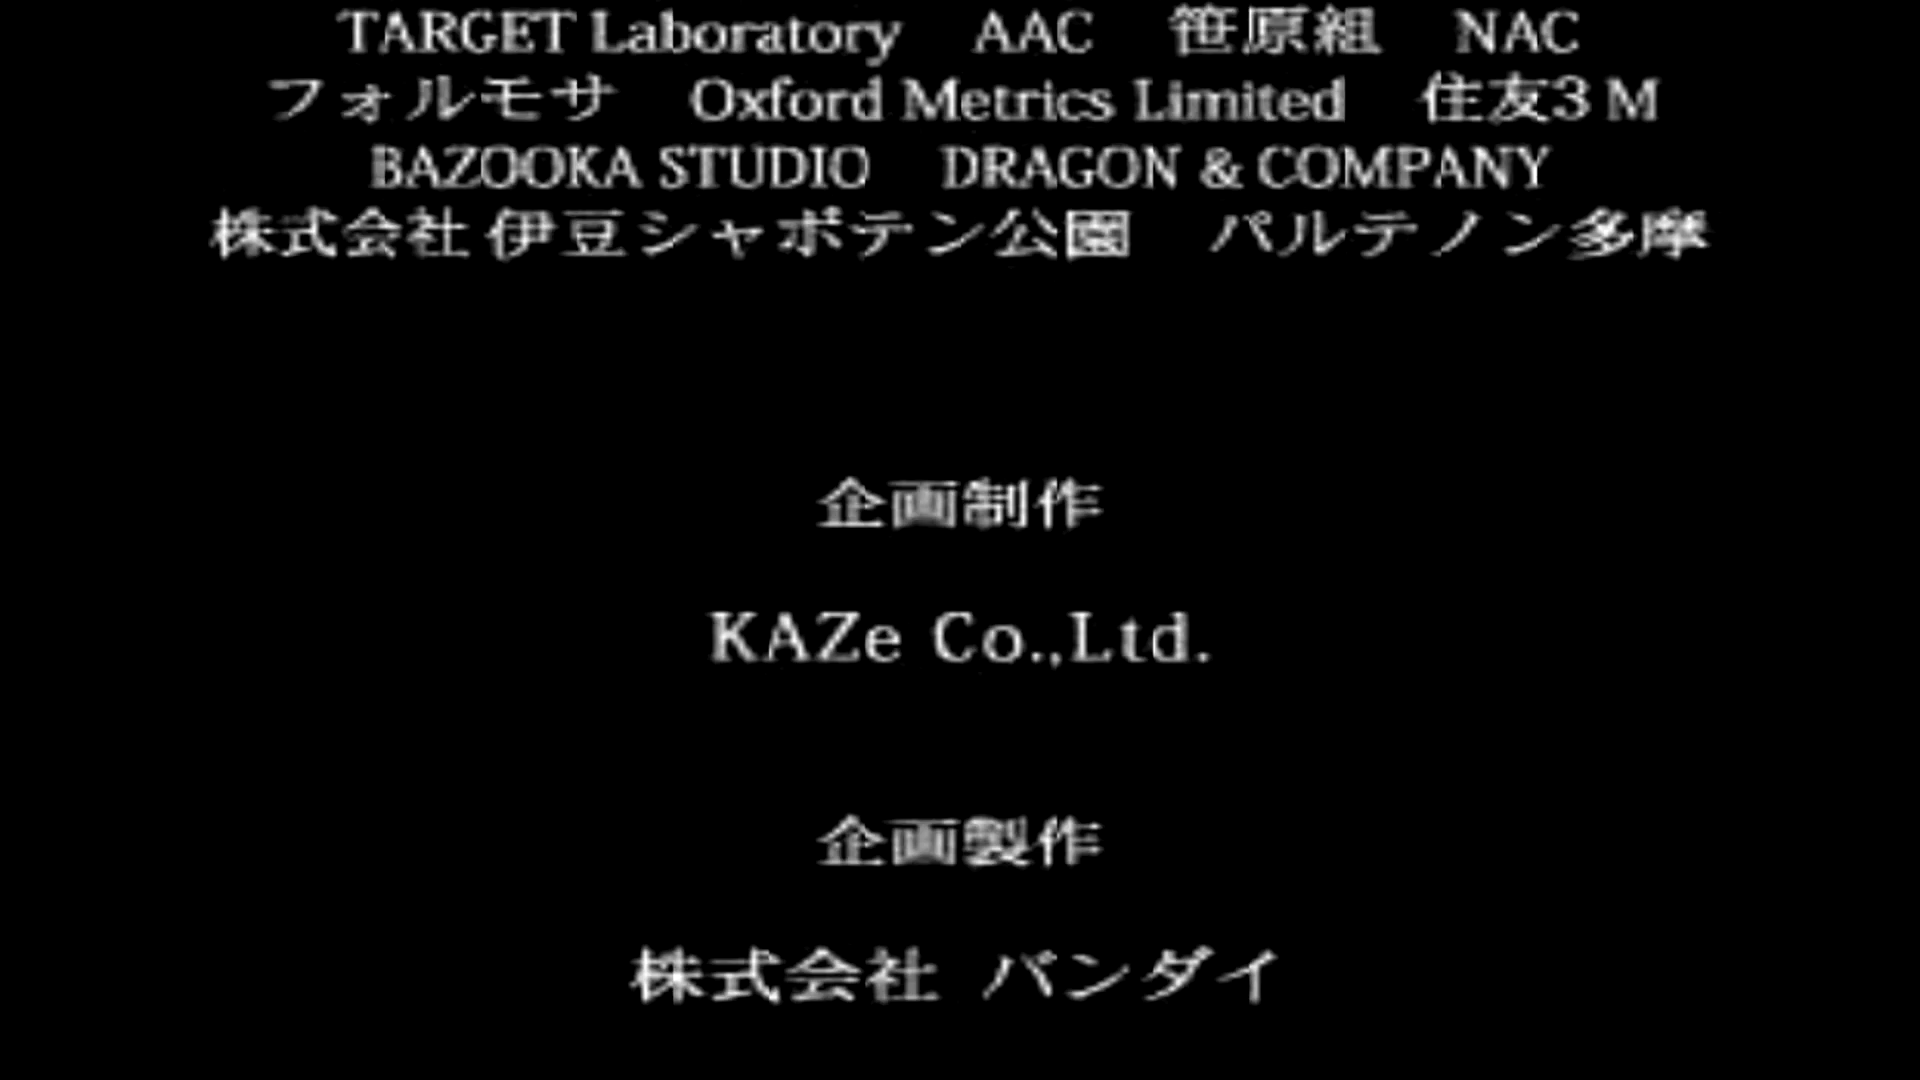 TARGET Laboratory　AAC　笹原組　NAC
フォルモサ　Oxford Metrics Limited　住友3M
BAZOOKA STUDIO　DRAGON & COMPANY
株式会社 伊豆シャボテン公園　パルテノン多摩
企画制作
KAZe Co.,Ltd.
企画製作
株式会社 バンダイ